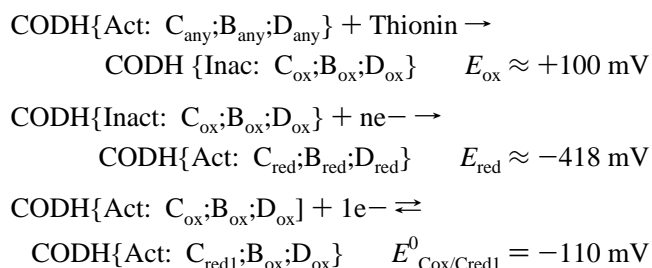 CODH{Act: C_any;B_any;D_any} + Thionin →
CODH {Inac: C_ox;B_ox;D_ox} E_ox ≈ +100 mV
CODH{Inact: C_ox;B_ox;D_ox} + ne− →
CODH{Act: C_red;B_red;D_red} E_red ≈ −418 mV
CODH{Act: C_ox;B_ox;D_ox] + 1e− ⇄
CODH{Act: C_red1;B_ox;D_ox} E^0_Cox/Cred1 = −110 mV